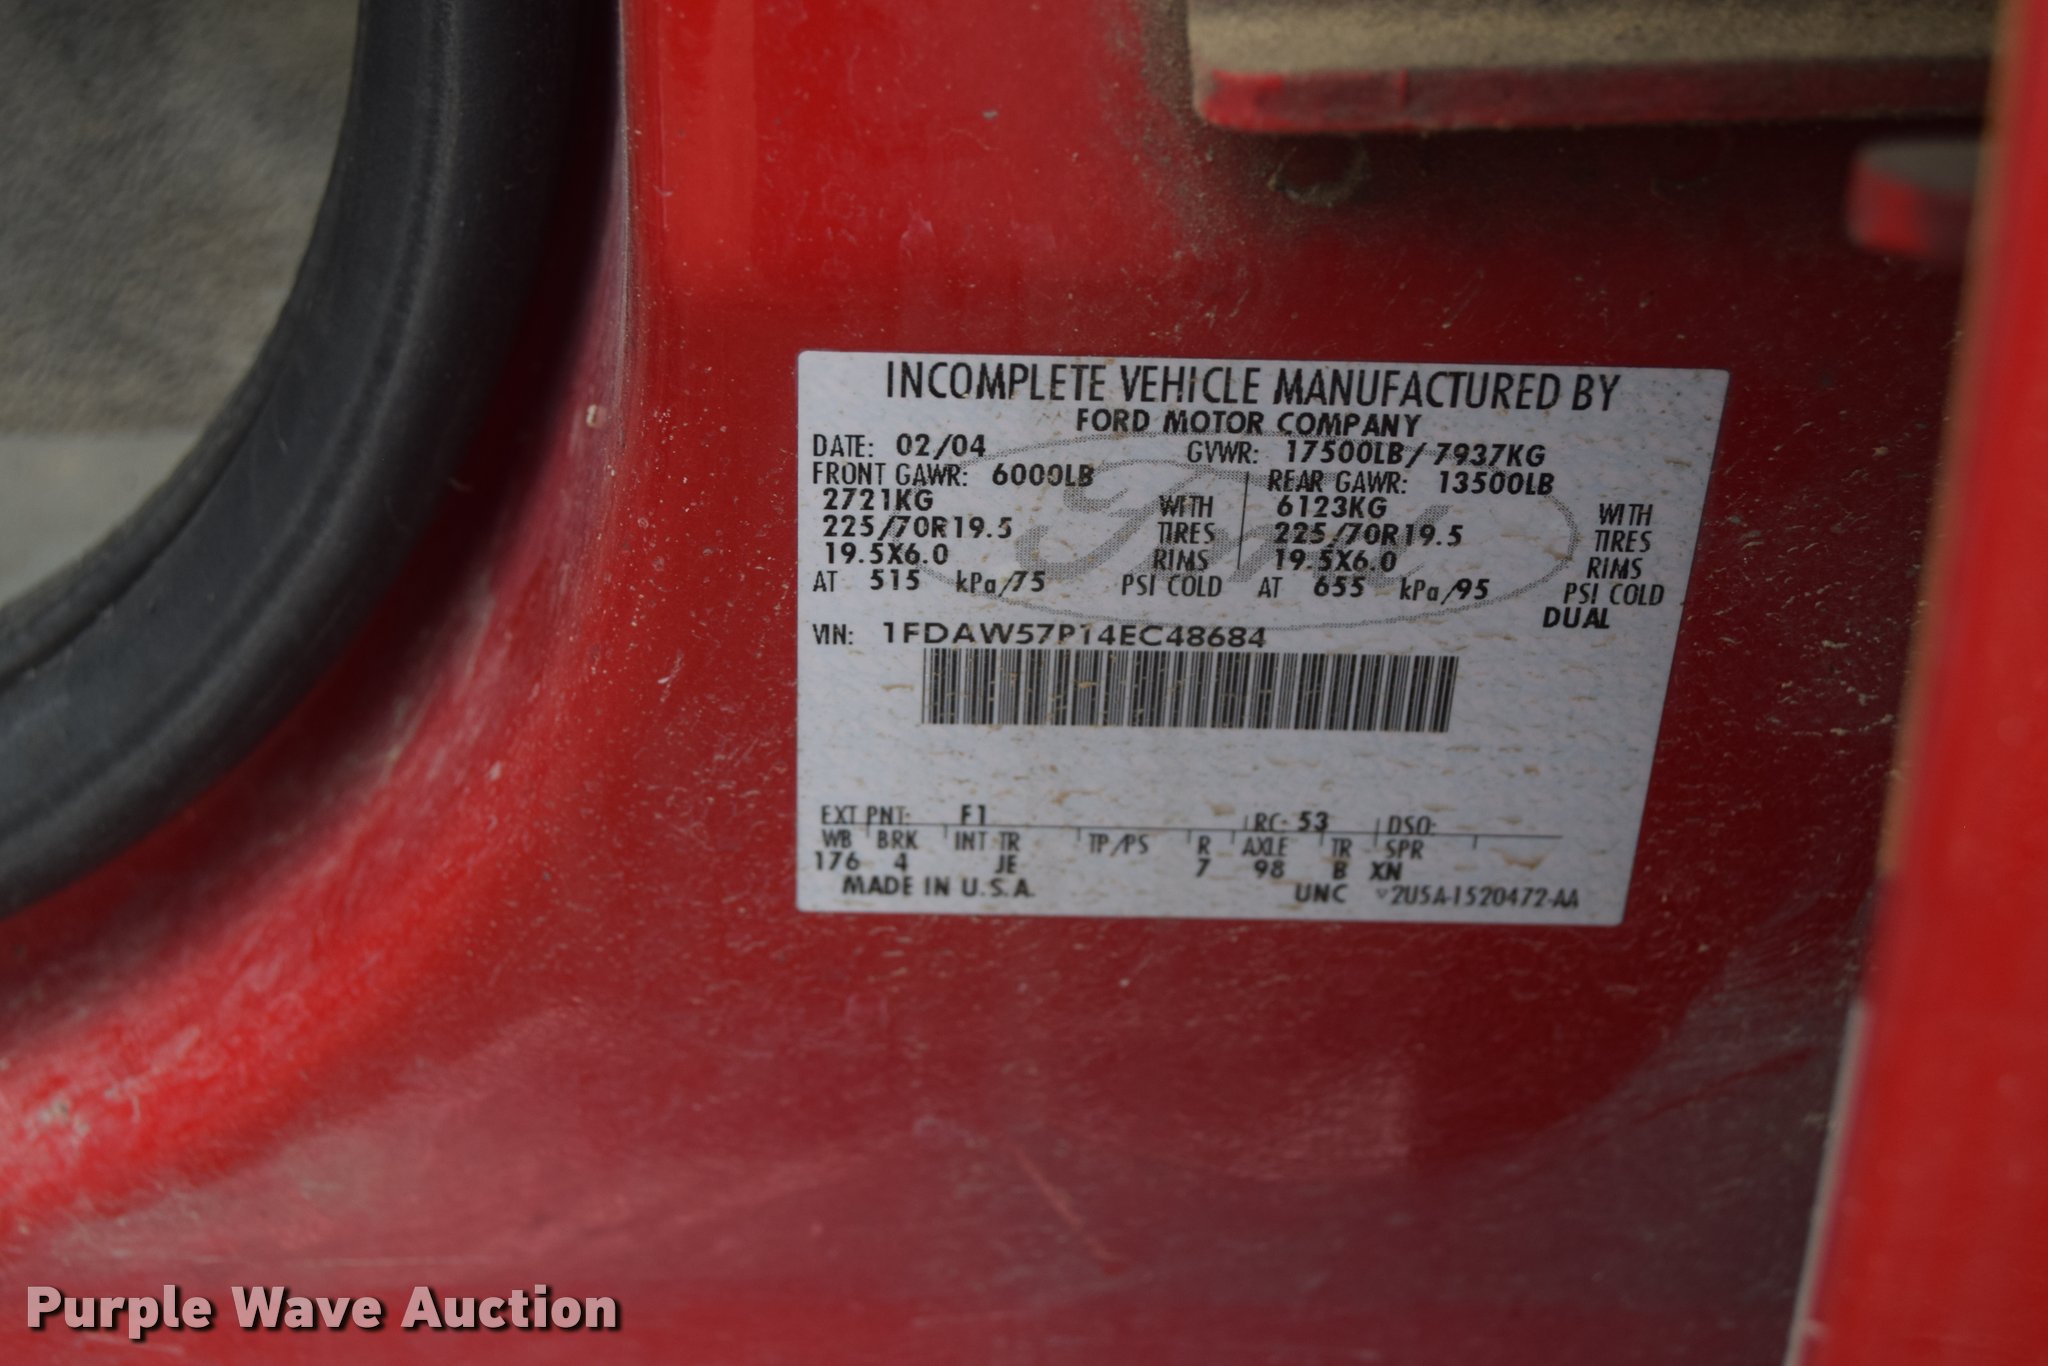 INCOMPLETE VEHICLE MANUFACTURED BY
FORD MOTOR COMPANY
DATE: 02/04 GVWR: 17500LB/ 7937KG
FRONT GAWR: 6000LB REAR GAWR: 13500LB
2721KG WITH 6123KG WITH
225/70R19.5 TIRES 225/70R19.5 TIRES
19.5X6.0 RIMS 19.5X6.0 RIMS
AT 515 kPa/75 PSI COLD AT 655 kPa/95 PSI COLD
DUAL
VIN: 1FDAW57P14EC48684
Ford
EXT PNT: F1 RC: 53 DSO:
WB BRK INT TR TP/PS R AXLE TR SPR
176 4 JE 7 98 B XN
MADE IN U.S.A. UNC 2U5A-1520472-AA
Purple Wave Auction